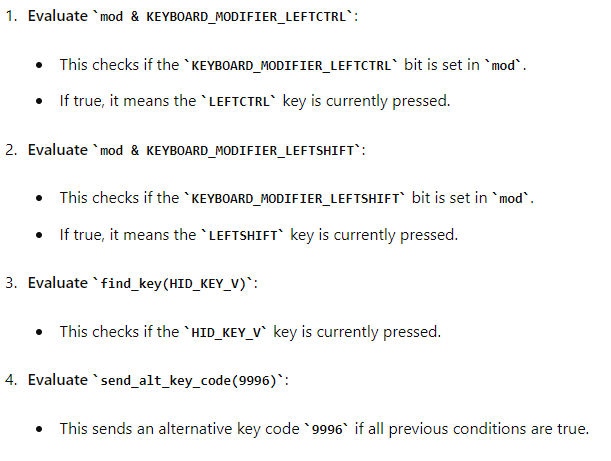 1. Evaluate `mod & KEYBOARD_MODIFIER_LEFTCTRL`:
• This checks if the `KEYBOARD_MODIFIER_LEFTCTRL` bit is set in `mod`.
• If true, it means the `LEFTCTRL` key is currently pressed.
2. Evaluate `mod & KEYBOARD_MODIFIER_LEFTSHIFT`:
• This checks if the `KEYBOARD_MODIFIER_LEFTSHIFT` bit is set in `mod`.
• If true, it means the `LEFTSHIFT` key is currently pressed.
3. Evaluate `find_key(HID_KEY_V)`:
• This checks if the `HID_KEY_V` key is currently pressed.
4. Evaluate `send_alt_key_code(9996)`:
• This sends an alternative key code `9996` if all previous conditions are true.